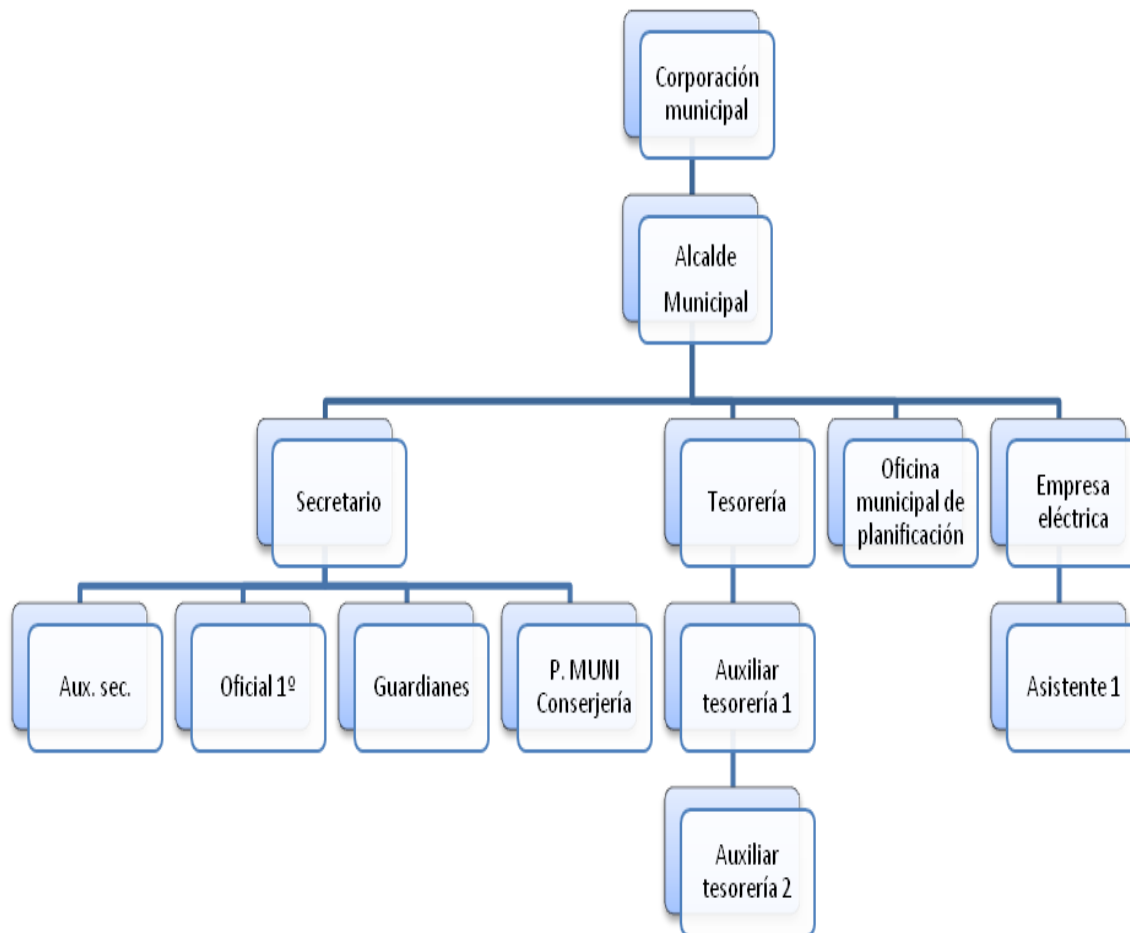 Corporación
municipal
Alcalde
Municipal
Secretario
Tesorería
Oficina
municipal de
planificación
Empresa
eléctrica
Aux. sec.
Oficial 1º
Guardianes
P. MUNI
Conserjería
Auxiliar
tesorería 1
Asistente 1
Auxiliar
tesorería 2